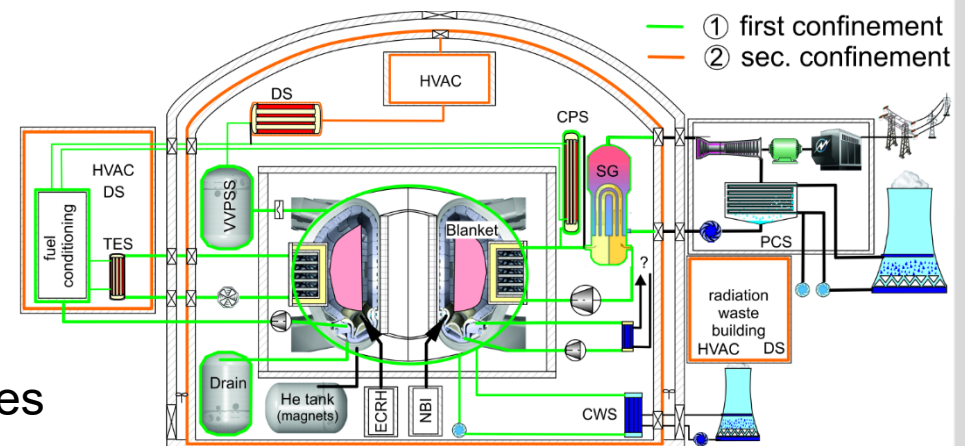 ① first confinement
② sec. confinement
HVAC
DS
CPS
HVAC
DS
VVPSS
SG
fuel
conditioning
TES
Blanket
?
PCS
radiation
waste
building
HVAC DS
Drain
He tank
(magnets)
ECRH
NBI
CWS
es